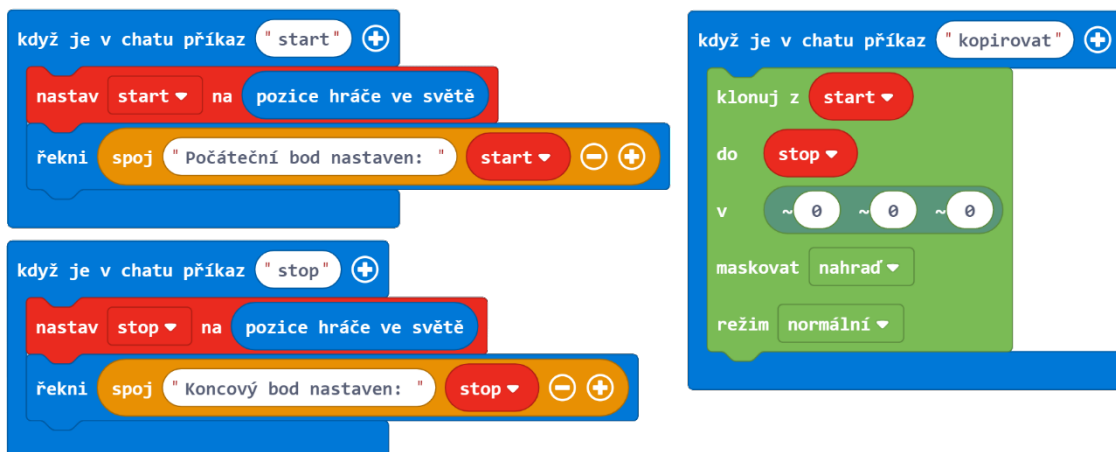 když je v chatu příkaz "start"
nastav start na pozice hráče ve světě
řekni spoj "Počáteční bod nastaven: " start
když je v chatu příkaz "stop"
nastav stop na pozice hráče ve světě
řekni spoj "Koncový bod nastaven: " stop
když je v chatu příkaz "kopirovat"
klonuj z start
do stop
v ~0 ~0 ~0
maskovat nahraď
režim normální